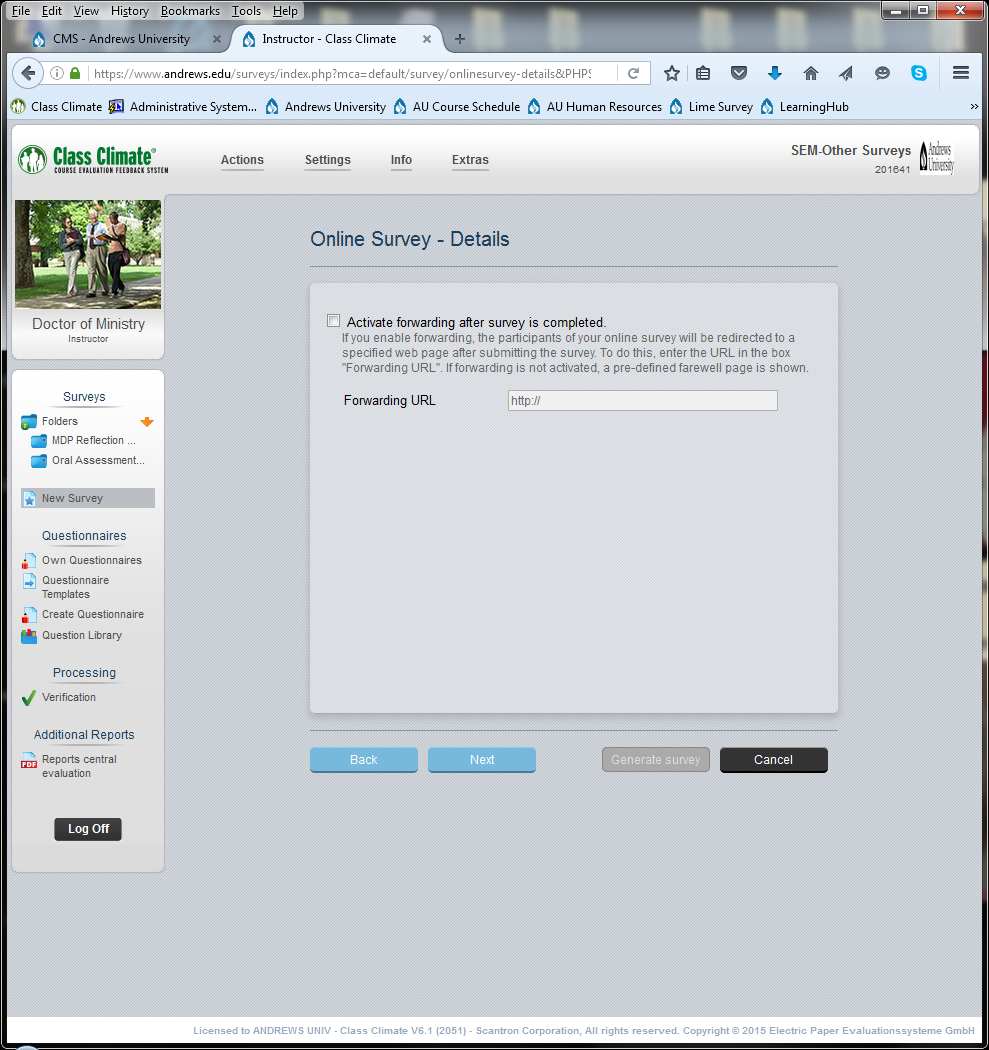 File Edit View History Bookmarks Tools Help
CMS - Andrews University
Instructor - Class Climate
https://www.andrews.edu/surveys/index.php?mca=default/survey/onlinesurvey-details&PHPS
Class Climate Administrative System... Andrews University AU Course Schedule AU Human Resources Lime Survey LearningHub »
Class Climate®
COURSE EVALUATION FEEDBACK SYSTEM
Actions Settings Info Extras
SEM-Other Surveys
201641
Andrews
University
Doctor of Ministry
Instructor
Surveys
Folders
MDP Reflection ...
Oral Assessment...
New Survey
Questionnaires
Own Questionnaires
Questionnaire
Templates
Create Questionnaire
Question Library
Processing
Verification
Additional Reports
PDF
Reports central
evaluation
Log Off
Online Survey - Details
Activate forwarding after survey is completed.
If you enable forwarding, the participants of your online survey will be redirected to a
specified web page after submitting the survey. To do this, enter the URL in the box
"Forwarding URL". If forwarding is not activated, a pre-defined farewell page is shown.
Forwarding URL http://
Back Next Generate survey Cancel
Licensed to ANDREWS UNIV - Class Climate V6.1 (2051) - Scantron Corporation, All rights reserved. Copyright © 2015 Electric Paper Evaluationssysteme GmbH